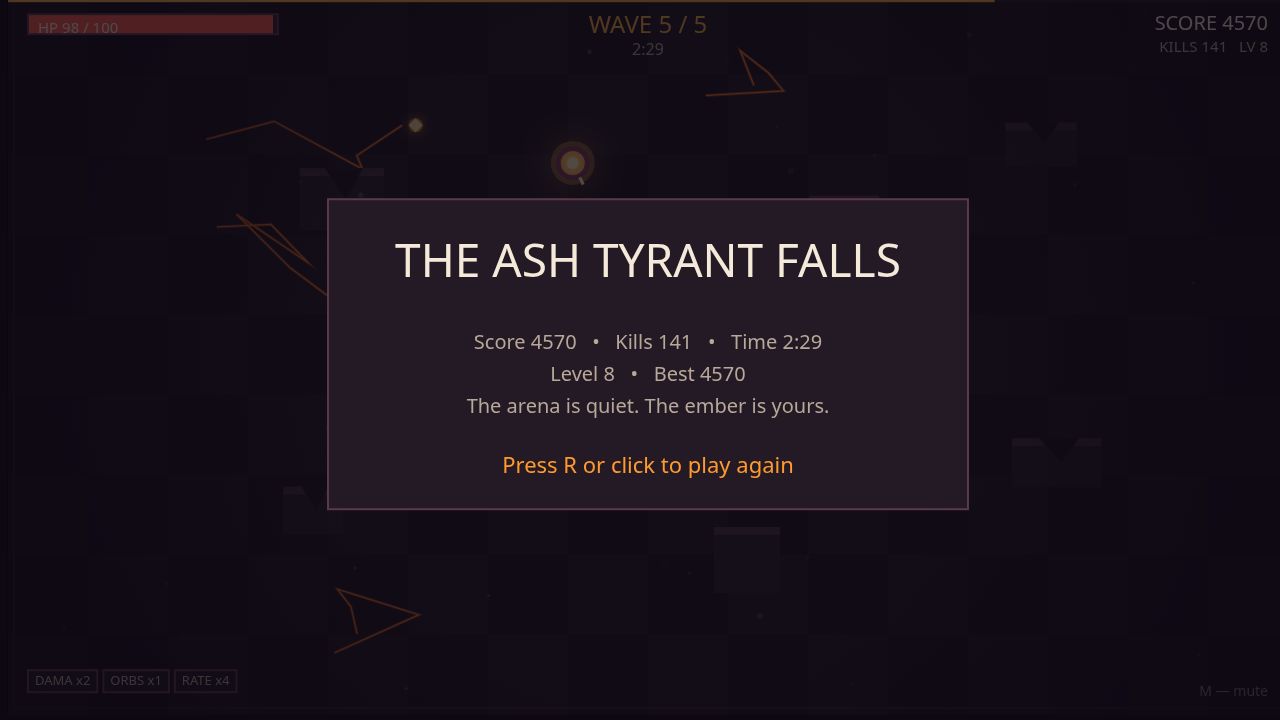 HP 98 / 100
WAVE 5 / 5
2:29
SCORE 4570
KILLS 141 LV 8
THE ASH TYRANT FALLS
Score 4570 • Kills 141 • Time 2:29
Level 8 • Best 4570
The arena is quiet. The ember is yours.
Press R or click to play again
DAMA x2 ORBS x1 RATE x4
M — mute